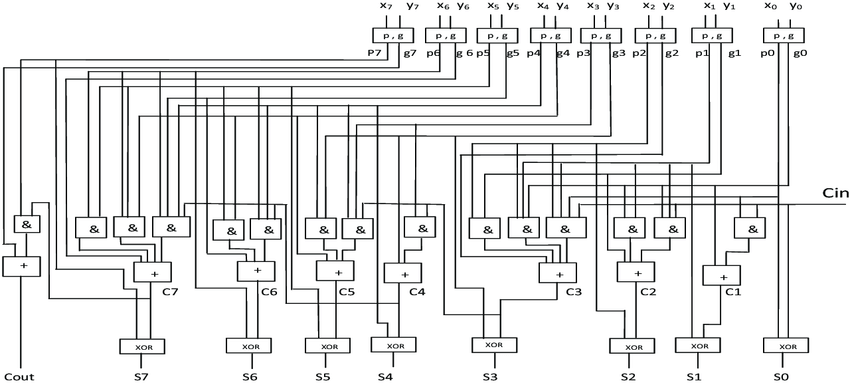 x₇ y₇ x₆ y₆ x₅ y₅ x₄ y₄ x₃ y₃ x₂ y₂ x₁ y₁ x₀ y₀
p,g p,g p,g p,g p,g p,g p,g p,g
P7 g7 p6 g 6 p5 g5 p4 g4 p3 g3 p2 g2 p1 g1 p0 g0
Cin
& & & & & & & & & & & & & & &
+ + + + + + + +
C7 C6 C5 C4 C3 C2 C1
XOR XOR XOR XOR XOR XOR XOR XOR
Cout S7 S6 S5 S4 S3 S2 S1 S0